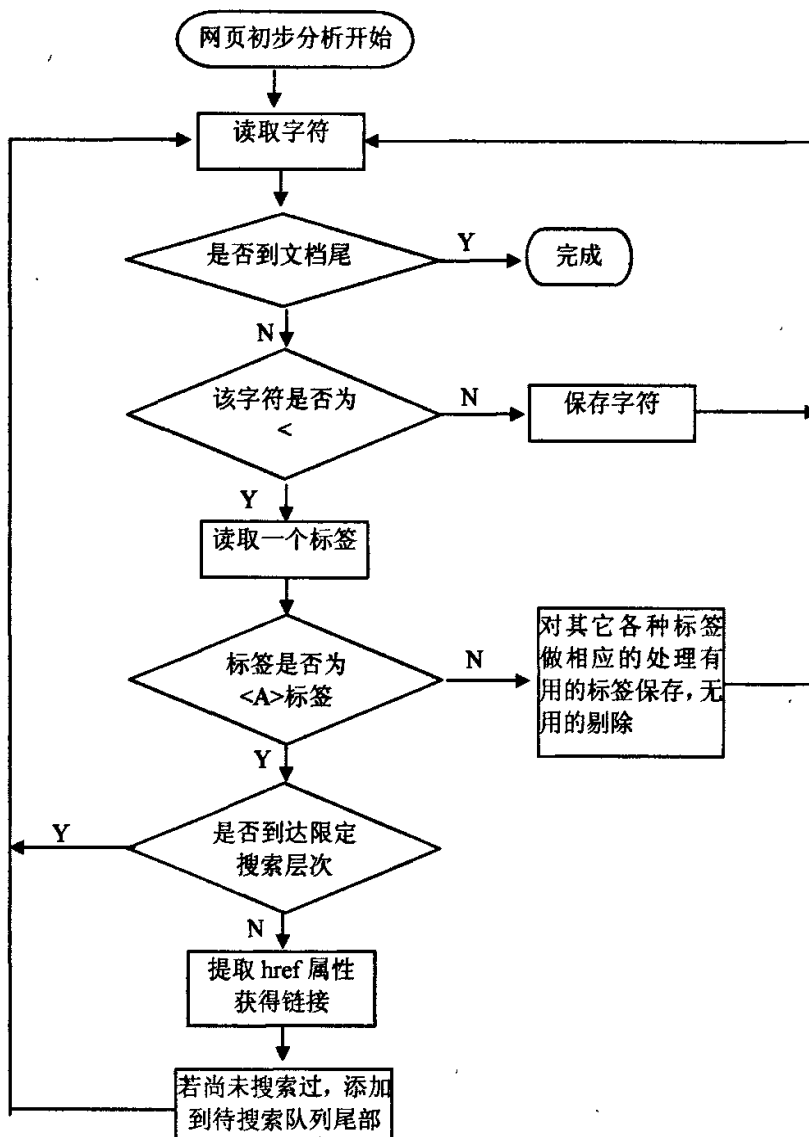 网页初步分析开始
读取字符
是否到文档尾
Y
完成
N
该字符是否为
<
N
保存字符
Y
读取一个标签
标签是否为
<A>标签
N
对其它各种标签
做相应的处理有
用的标签保存，无
用的剔除
Y
是否到达限定
搜索层次
Y
N
提取 href 属性
获得链接
若尚未搜索过，添加
到待搜索队列尾部